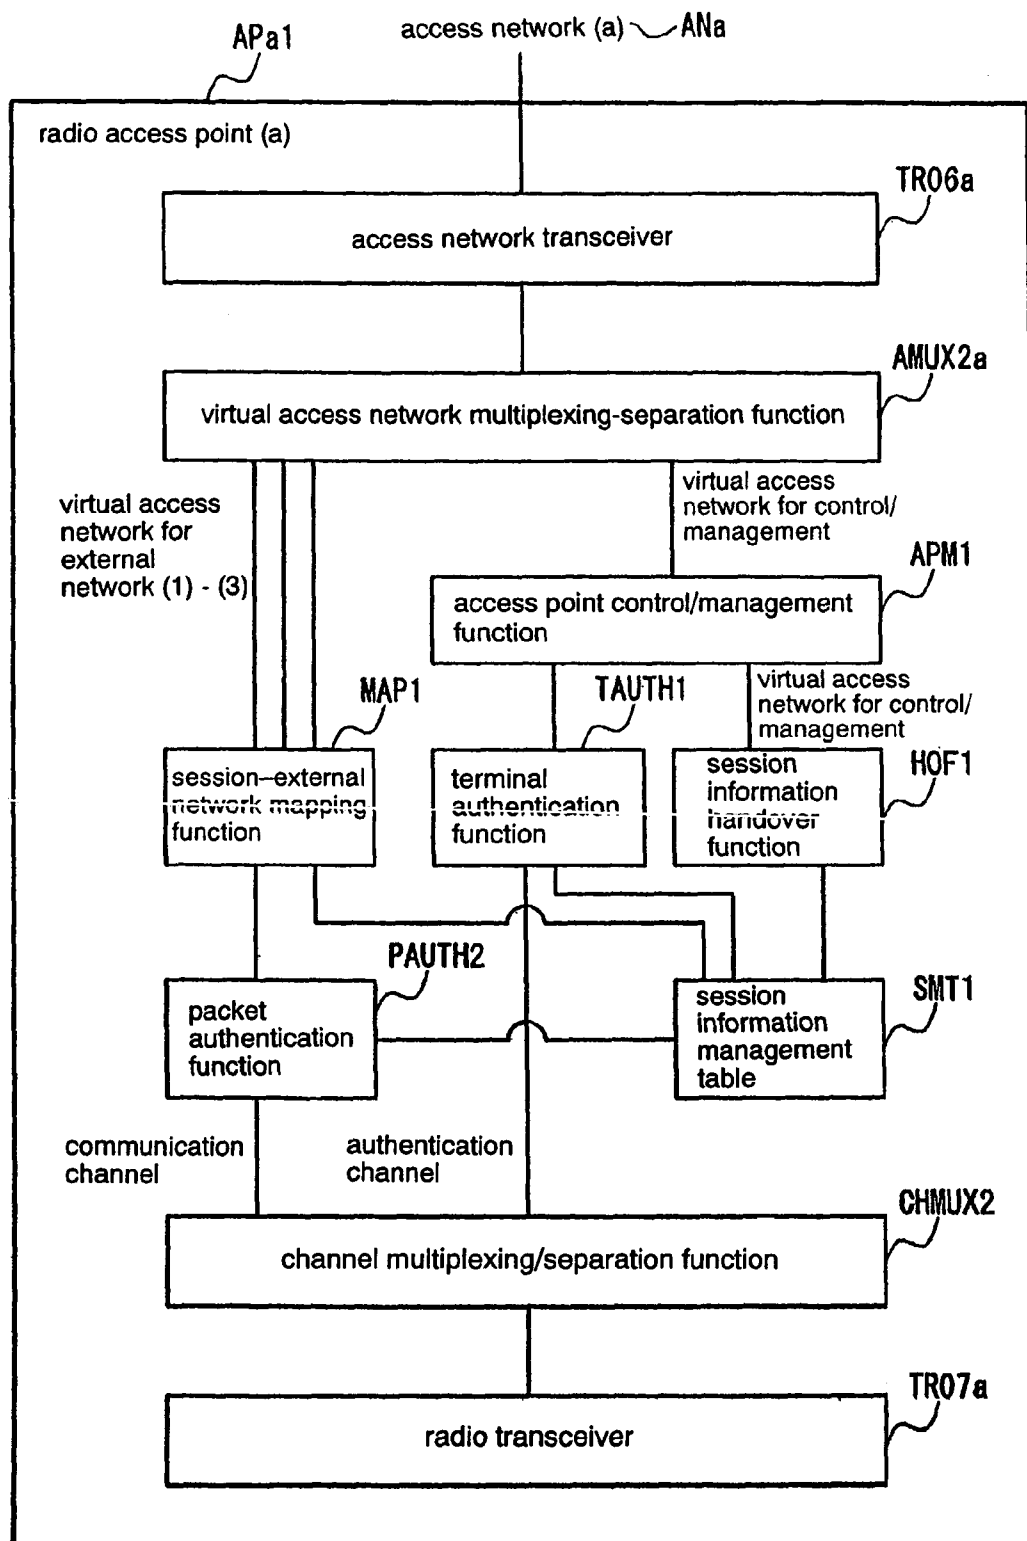 access network (a) ANa
APa1
radio access point (a)
TR06a
access network transceiver
AMUX2a
virtual access network multiplexing-separation function
virtual access
network for
external
network (1) - (3)
virtual access
network for control/
management
APM1
access point control/management
function
MAP1
TAUTH1
virtual access
network for control/
management
HOF1
session-external
network mapping
function
terminal
authentication
function
session
information
handover
function
PAUTH2
SMT1
packet
authentication
function
session
information
management
table
communication
channel
authentication
channel
CHMUX2
channel multiplexing/separation function
TR07a
radio transceiver